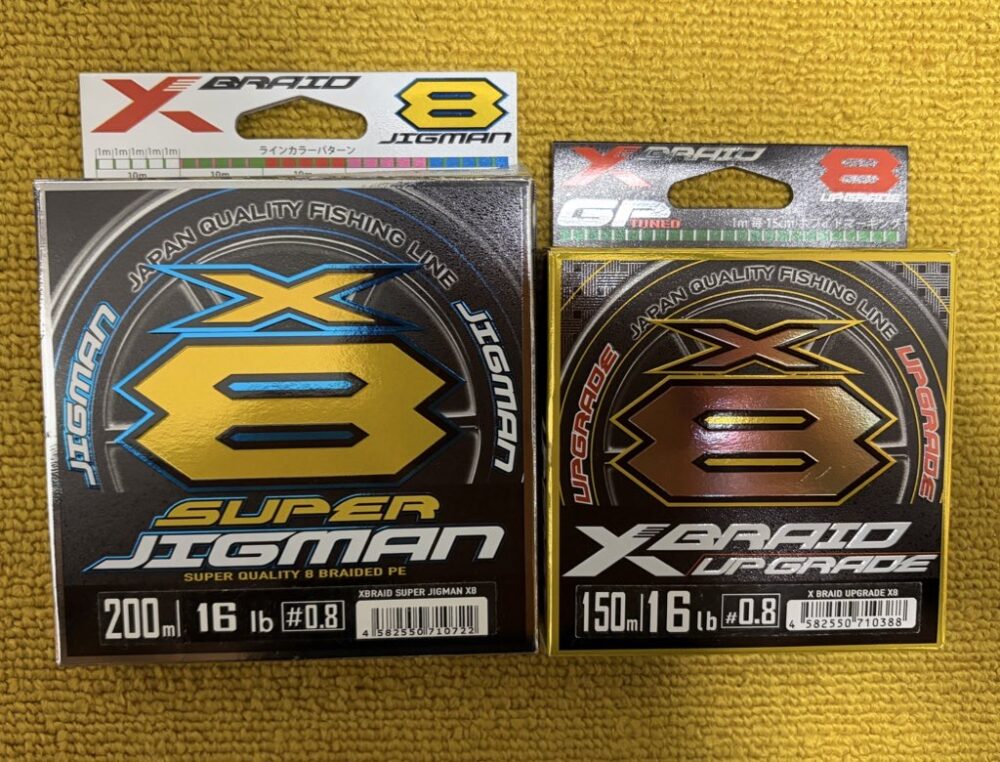 XBRAID
8
JIGMAN
1m 1m 1m 1m 1m
ラインカラーパターン
10m 10m 10m
JAPAN QUALITY FISHING LINE
JIGMAN
JIGMAN
X
8
SUPER
JIGMAN
SUPER QUALITY 8 BRAIDED PE
200m 16 lb #0.8
XBRAID SUPER JIGMAN X8
4 582550 710722
XBRAID
8
UPGRADE
GP
TUNED
JAPAN QUALITY FISHING LINE
UPGRADE
UPGRADE
X
8
XBRAID
UPGRADE
150m 16 lb #0.8
X BRAID UPGRADE X8
4 582550 710388